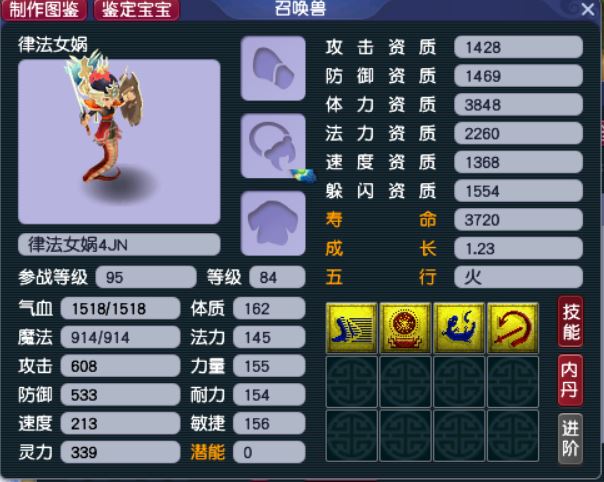 制作图鉴 鉴定宝宝 召唤兽
律法女娲
律法女娲4JN
参战等级 95 等级 84
气血 1518/1518 体质 162
魔法 914/914 法力 145
攻击 608 力量 155
防御 533 耐力 154
速度 213 敏捷 156
灵力 339 潜能 0
攻击资质 1428
防御资质 1469
体力资质 3848
法力资质 2260
速度资质 1368
躲闪资质 1554
寿命 3720
成长 1.23
五行 火
技能
内丹
进阶